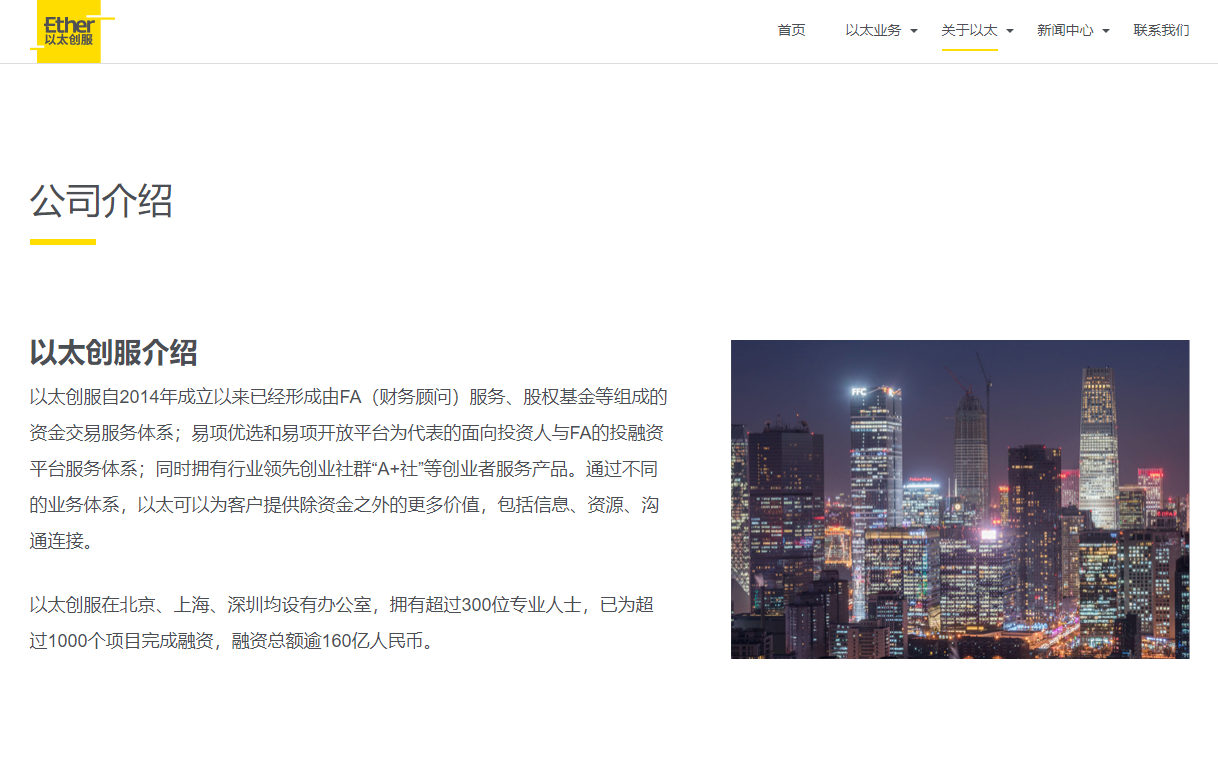 Ether
以太创服
首页
以太业务
关于以太
新闻中心
联系我们
公司介绍
以太创服介绍
以太创服自2014年成立以来已经形成由FA（财务顾问）服务、股权基金等组成的
资金交易服务体系；易项优选和易项开放平台为代表的面向投资人与FA的投融资
平台服务体系；同时拥有行业领先创业社群“A+社”等创业者服务产品。通过不同
的业务体系，以太可以为客户提供除资金之外的更多价值，包括信息、资源、沟
通连接。
以太创服在北京、上海、深圳均设有办公室，拥有超过300位专业人士，已为超
过1000个项目完成融资，融资总额逾160亿人民币。
FFC